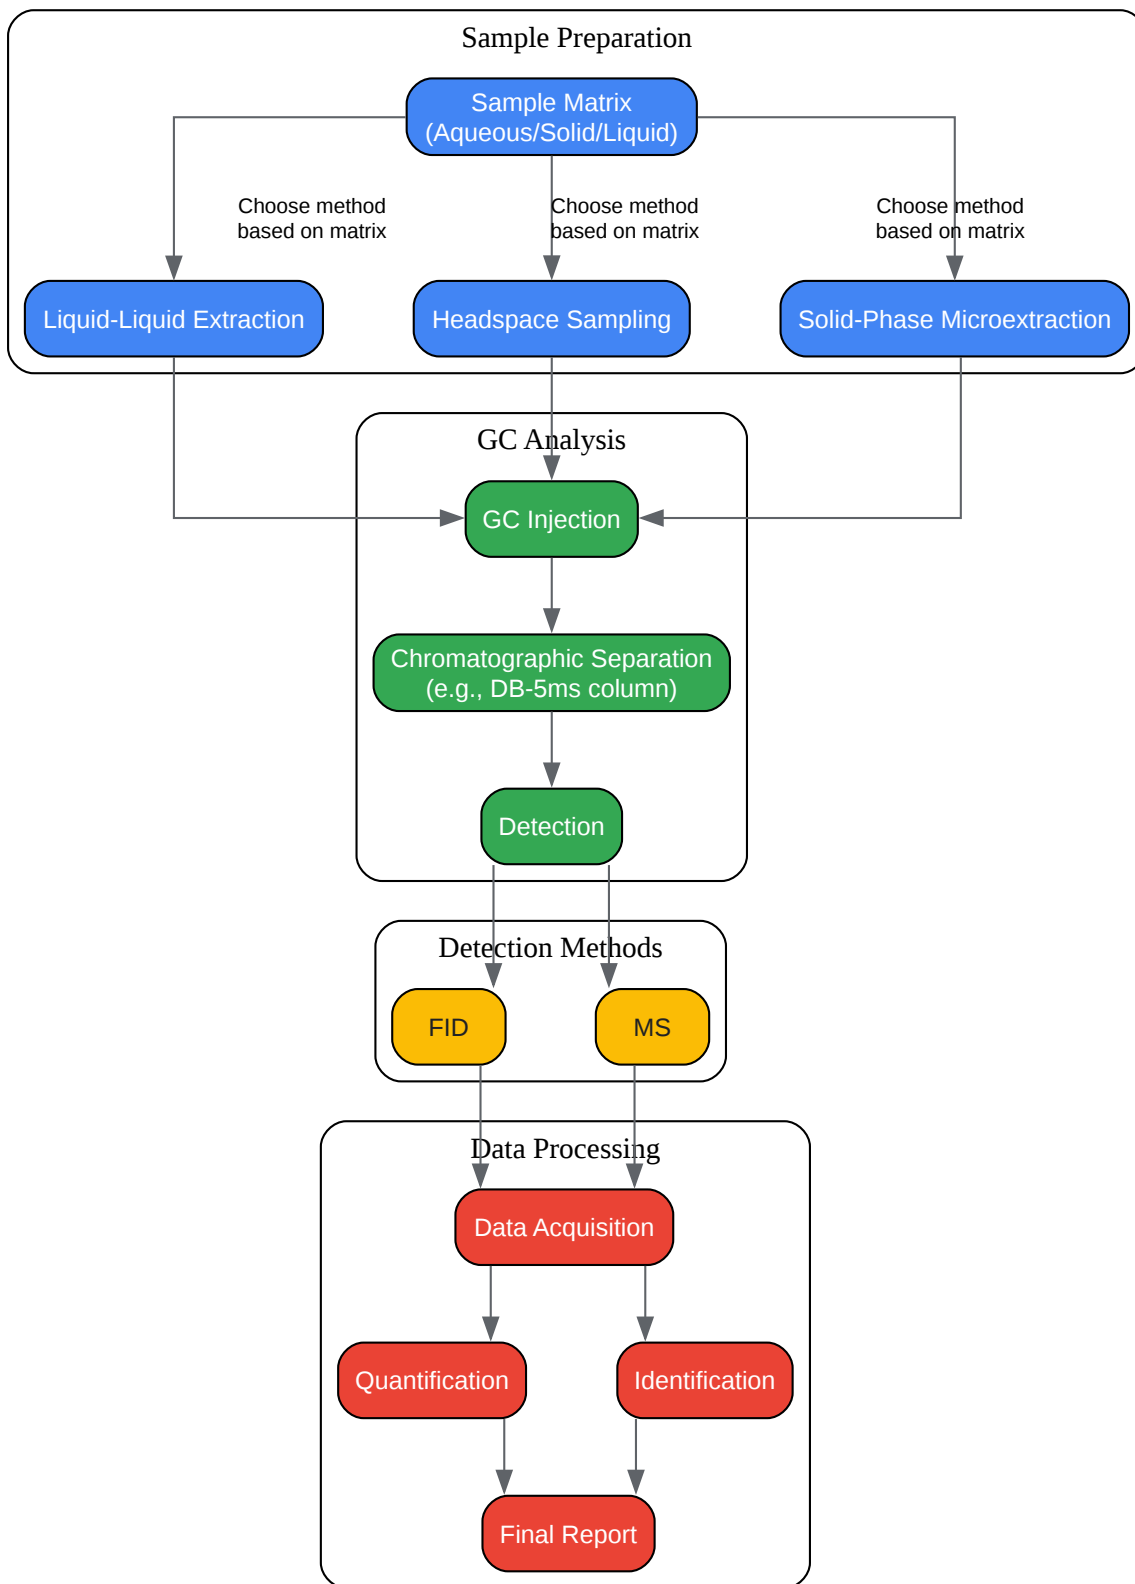 Sample Preparation
Sample Matrix
(Aqueous/Solid/Liquid)
Choose method
based on matrix
Choose method
based on matrix
Choose method
based on matrix
Liquid-Liquid Extraction
Headspace Sampling
Solid-Phase Microextraction
GC Analysis
GC Injection
Chromatographic Separation
(e.g., DB-5ms column)
Detection
Detection Methods
FID
MS
Data Processing
Data Acquisition
Quantification
Identification
Final Report